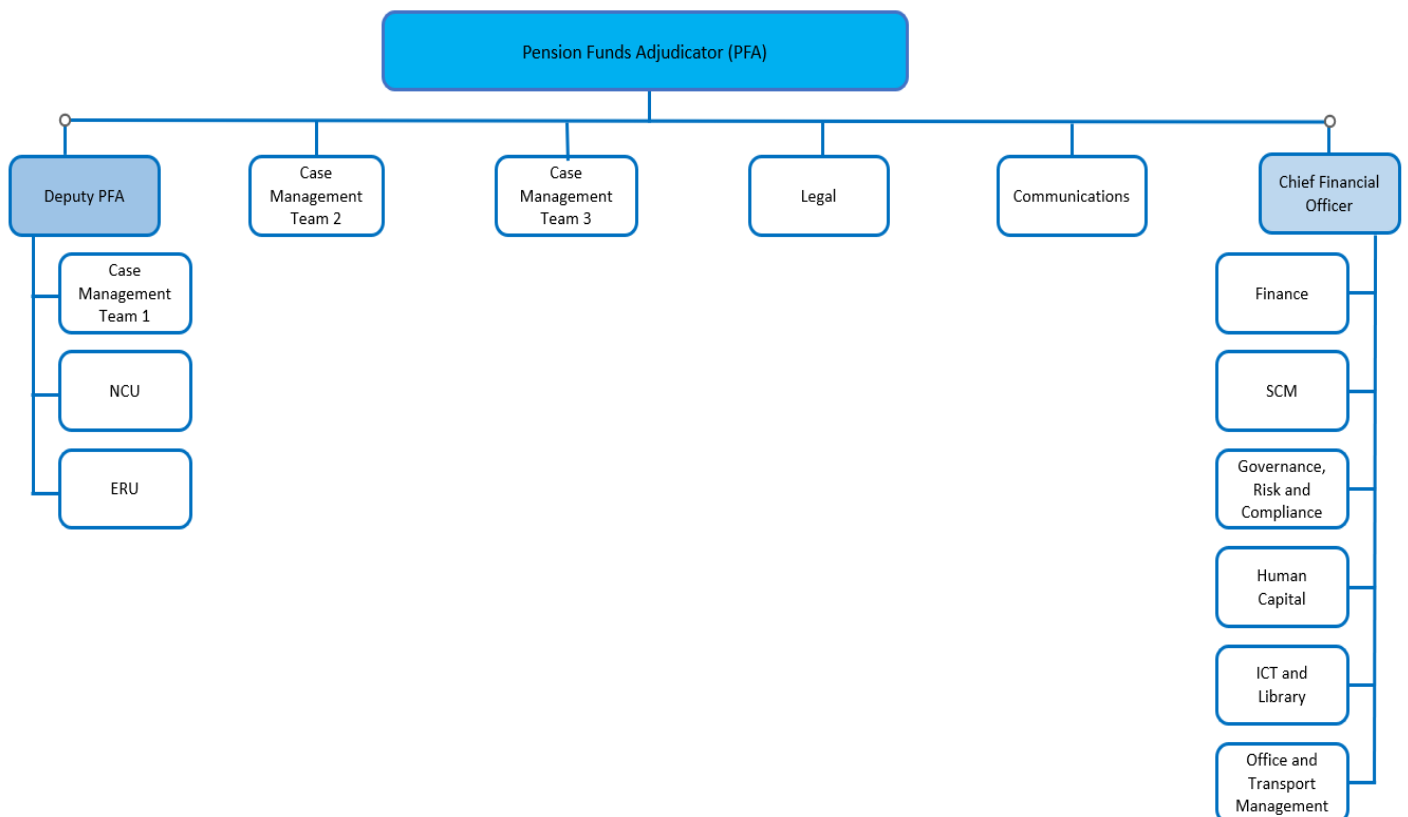 Pension Funds Adjudicator (PFA)
Deputy PFA
Case
Management
Team 2
Case
Management
Team 3
Legal
Communications
Chief Financial
Officer
Case
Management
Team 1
NCU
ERU
Finance
SCM
Governance,
Risk and
Compliance
Human
Capital
ICT and
Library
Office and
Transport
Management